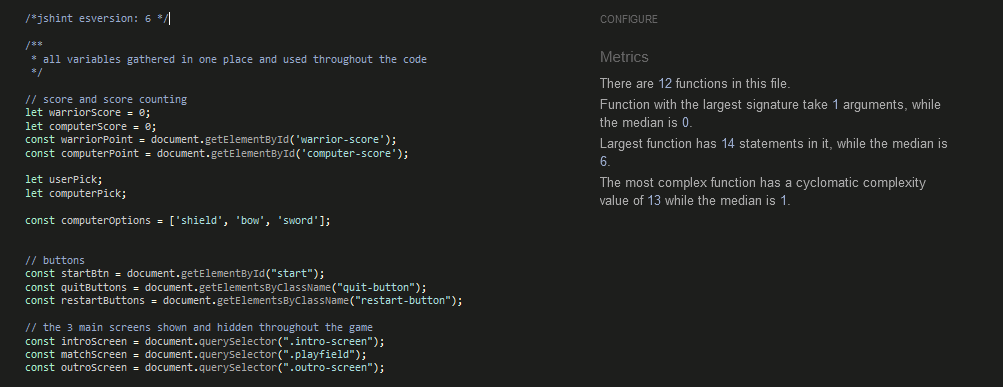 /*jshint esversion: 6 */
/**
 * all variables gathered in one place and used throughout the code
 */
// score and score counting
let warriorScore = 0;
let computerScore = 0;
const warriorPoint = document.getElementById('warrior-score');
const computerPoint = document.getElementById('computer-score');
let userPick;
let computerPick;
const computerOptions = ['shield', 'bow', 'sword'];
// buttons
const startBtn = document.getElementById("start");
const quitButtons = document.getElementsByClassName("quit-button");
const restartButtons = document.getElementsByClassName("restart-button");
// the 3 main screens shown and hidden throughout the game
const introScreen = document.querySelector(".intro-screen");
const matchScreen = document.querySelector(".playfield");
const outroScreen = document.querySelector(".outro-screen");
CONFIGURE
Metrics
There are 12 functions in this file.
Function with the largest signature take 1 arguments, while
the median is 0.
Largest function has 14 statements in it, while the median is
6.
The most complex function has a cyclomatic complexity
value of 13 while the median is 1.